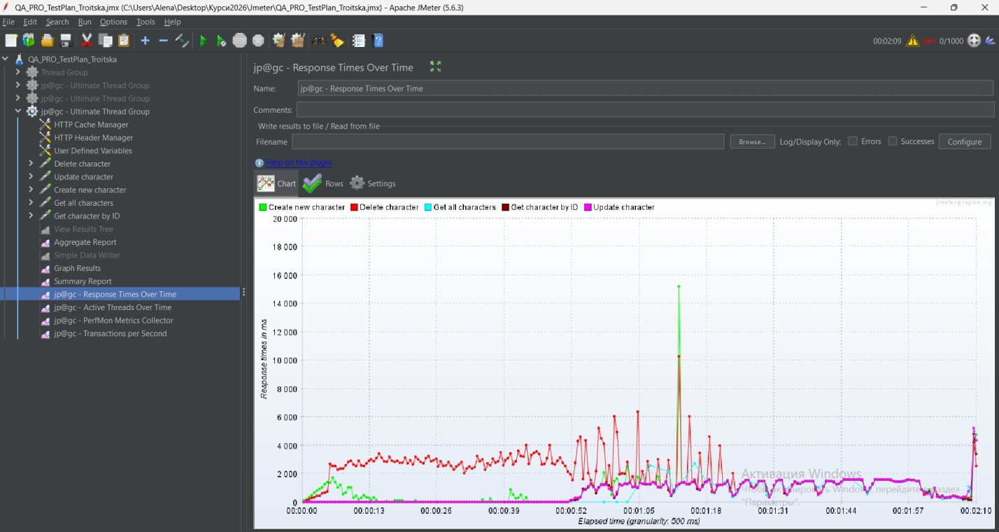 QA_PRO_TestPlan_Troitska.jmx (C:\Users\Alena\Desktop\Курси2026\Jmeter\QA_PRO_TestPlan_Troitska.jmx) - Apache JMeter (5.6.3)
File Edit Search Run Options Tools Help
00:02:09 464 0/1000
QA_PRO_TestPlan_Troitska
Thread Group
jp@gc - Ultimate Thread Group
jp@gc - Ultimate Thread Group
jp@gc - Ultimate Thread Group
HTTP Cache Manager
HTTP Header Manager
User Defined Variables
Delete character
Update character
Create new character
Get all characters
Get character by ID
View Results Tree
Aggregate Report
Simple Data Writer
Graph Results
Summary Report
jp@gc - Response Times Over Time
jp@gc - Active Threads Over Time
jp@gc - PerfMon Metrics Collector
jp@gc - Transactions per Second
jp@gc - Response Times Over Time
Name: jp@gc - Response Times Over Time
Comments:
Write results to file / Read from file
Filename Browse... Log/Display Only: Errors Successes Configure
Help on this plugin
Chart Rows Settings
jmeter-plugins.org
Create new character Delete character Get all characters Get character by ID Update character
20 000
18 000
16 000
14 000
12 000
10 000
8 000
6 000
4 000
2 000
0
Response times in ms
00:00:00 00:00:13 00:00:26 00:00:39 00:00:52 00:01:05 00:01:18 00:01:31 00:01:44 00:01:57 00:02:10
Elapsed time (granularity: 500 ms)
Активация Windows
Чтобы активировать Windows, перейдите в раздел
"Параметры".